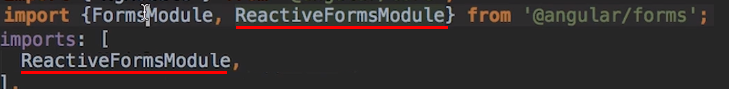 import {FormsModule, ReactiveFormsModule} from '@angular/forms';
imports: [
ReactiveFormsModule,
],